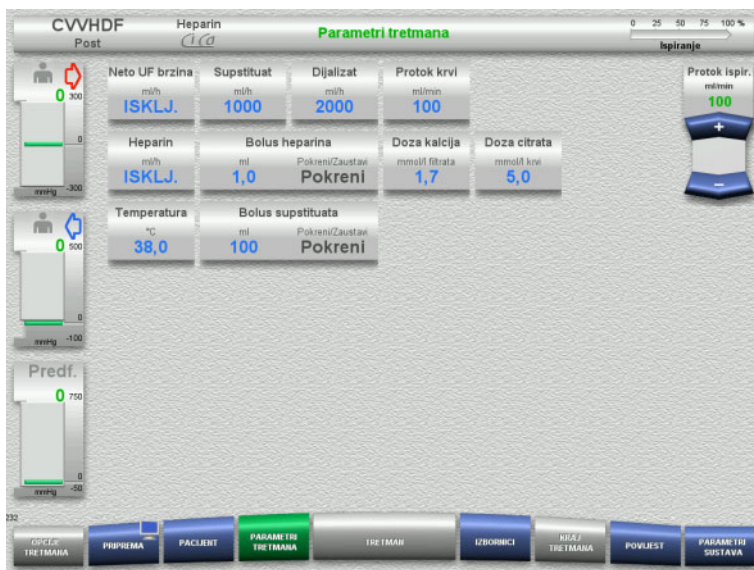 CVVHDF
Post
Heparin
CiCa
Parametri tretmana
0 25 50 75 100 %
Ispiranje
0
300
0
-300
mmHg
Neto UF brzina
ml/h
ISKLJ.
Supstituat
ml/h
1000
Dijalizat
ml/h
2000
Protok krvi
ml/min
100
Protok ispir.
ml/min
100
+
–
Heparin
ml/h
ISKLJ.
Bolus heparina
ml Pokreni/Zaustavi
1,0 Pokreni
Doza kalcija
mmol/l filtrata
1,7
Doza citrata
mmol/l krvi
5,0
0
500
0
-100
mmHg
Temperatura
°C
38,0
Bolus supstituata
ml Pokreni/Zaustavi
100 Pokreni
Predf.
0
750
0
-50
mmHg
232
OPCIJE
TRETMANA
PRIPREMA
PACIJENT
PARAMETRI
TRETMANA
TRETMAN
IZBORNICI
KRAJ
TRETMANA
POVIJEST
PARAMETRI
SUSTAVA